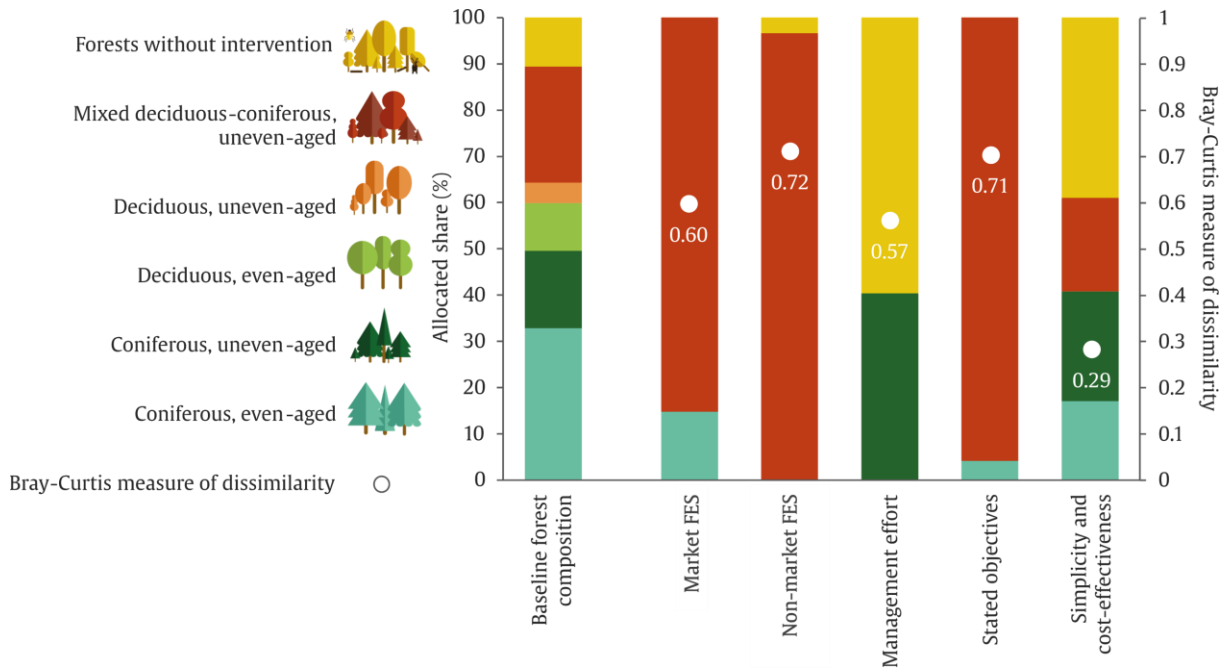 Forests without intervention
Mixed deciduous-coniferous,
uneven-aged
Deciduous, uneven-aged
Deciduous, even-aged
Coniferous, uneven-aged
Coniferous, even-aged
Bray-Curtis measure of dissimilarity
Allocated share (%)
100
90
80
70
60
50
40
30
20
10
0
0.60
0.72
0.57
0.71
0.29
1
0.9
0.8
0.7
0.6
0.5
0.4
0.3
0.2
0.1
0
Bray-Curtis measure of dissimilarity
Baseline forest
composition
Market FES
Non-market FES
Management effort
Stated objectives
Simplicity and
cost-effectiveness